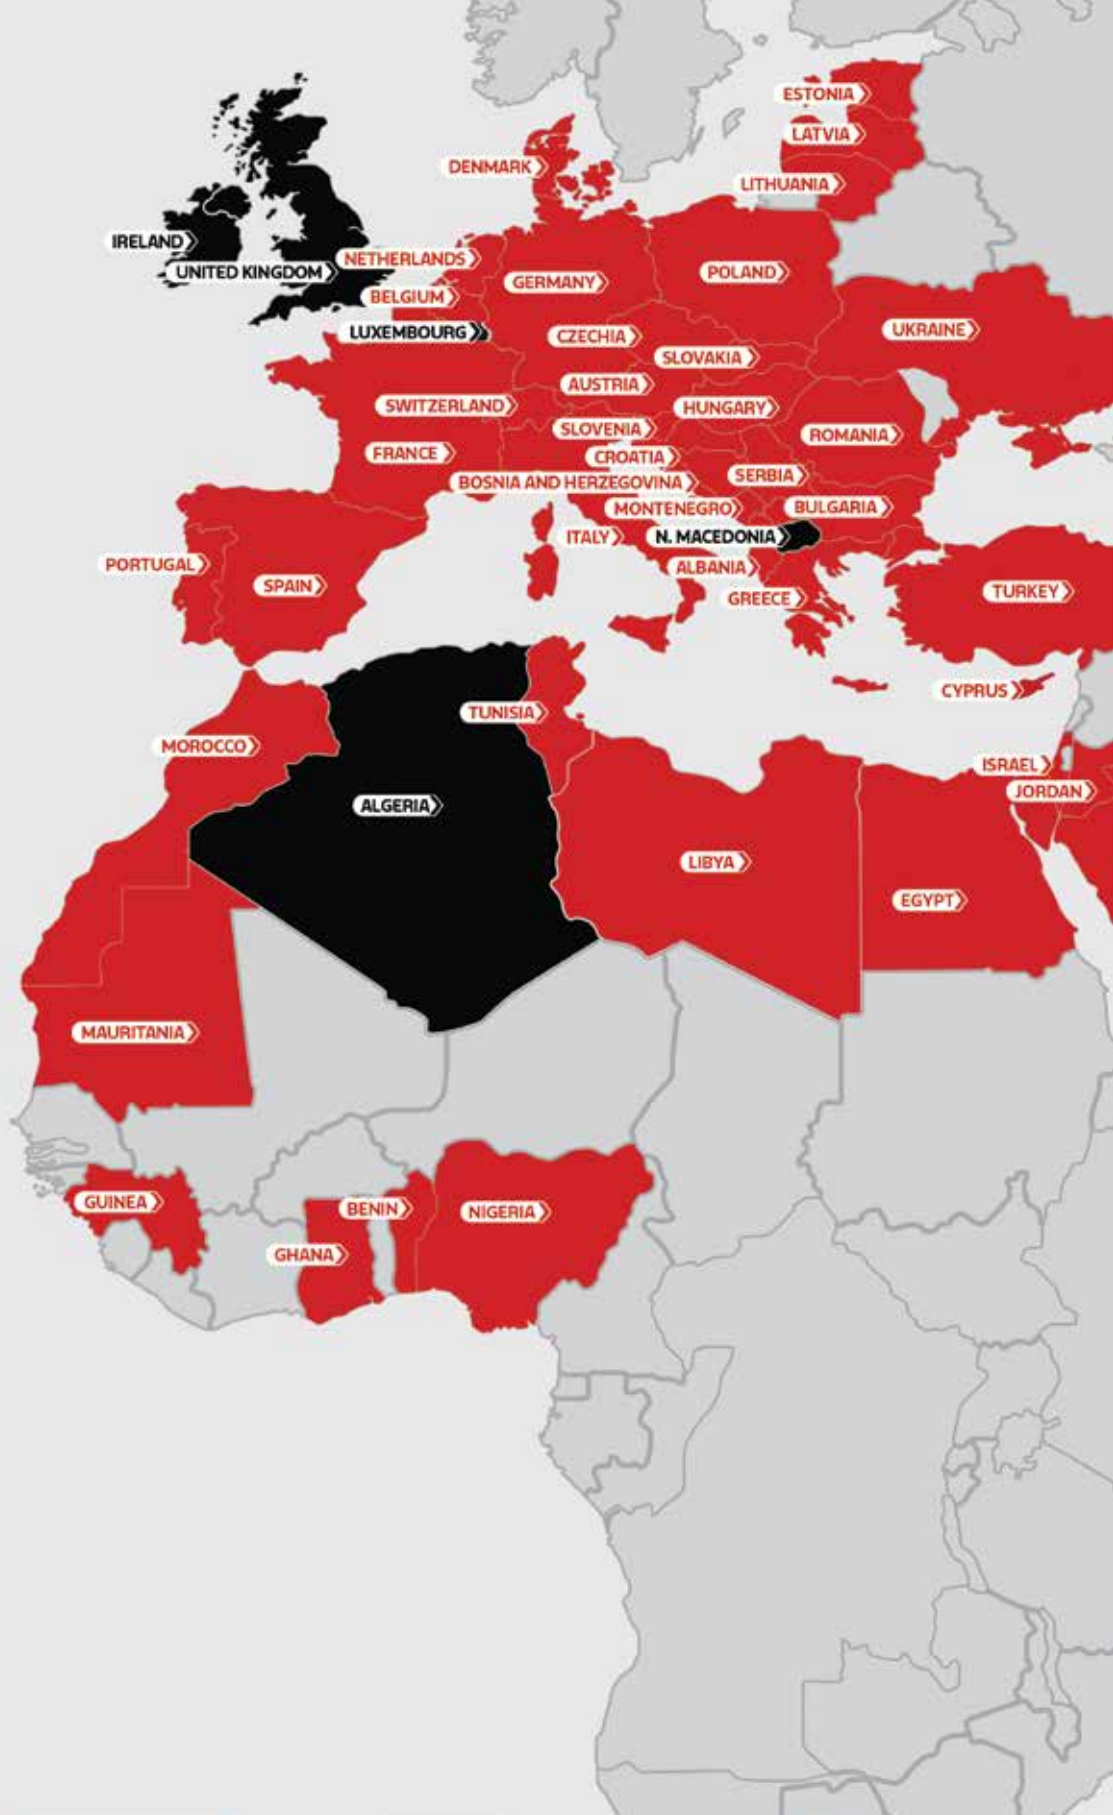 ESTONIA
LATVIA
DENMARK
LITHUANIA
IRELAND
NETHERLANDS
UNITED KINGDOM
POLAND
GERMANY
BELGIUM
UKRAINE
LUXEMBOURG
CZECHIA
SLOVAKIA
AUSTRIA
SWITZERLAND
HUNGARY
SLOVENIA
ROMANIA
FRANCE
CROATIA
SERBIA
BOSNIA AND HERZEGOVINA
MONTENEGRO
BULGARIA
ITALY
N. MACEDONIA
PORTUGAL
ALBANIA
SPAIN
TURKEY
GREECE
CYPRUS
TUNISIA
MOROCCO
ISRAEL
JORDAN
ALGERIA
LIBYA
EGYPT
MAURITANIA
GUINEA
BENIN
NIGERIA
GHANA